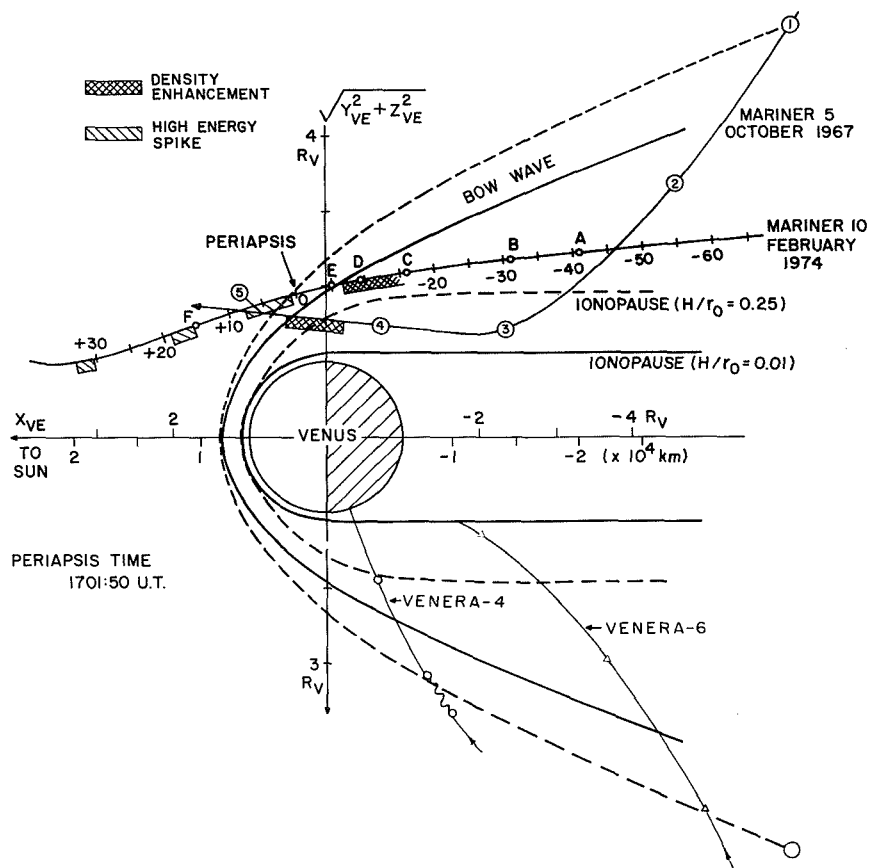 ①
DENSITY
ENHANCEMENT
HIGH ENERGY
SPIKE
√Y²VE + Z²VE
4
RV
MARINER 5
OCTOBER 1967
BOW WAVE
②
PERIAPSIS
MARINER 10
FEBRUARY
1974
E D C B A
-20 -30 -40 -50 -60
⑤
0
+10
F
+20
+30
④
③
IONOPAUSE (H/r0 = 0.25)
IONOPAUSE (H/r0 = 0.01)
XVE
TO
SUN
2
-2
-4 RV
VENUS
2
1
-1
-2
(x 10⁴ km)
PERIAPSIS TIME
1701:50 U.T.
VENERA-4
VENERA-6
3
RV